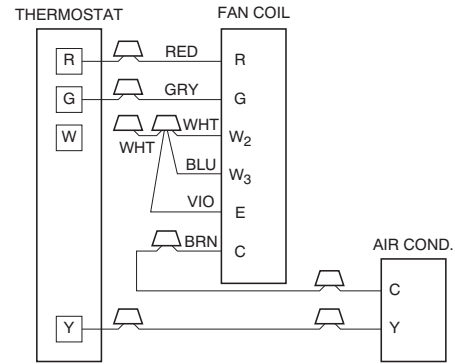 THERMOSTAT
FAN COIL
R
RED
R
G
GRY
G
W
WHT
WHT
W2
BLU
W3
VIO
E
BRN
C
AIR COND.
C
Y
Y